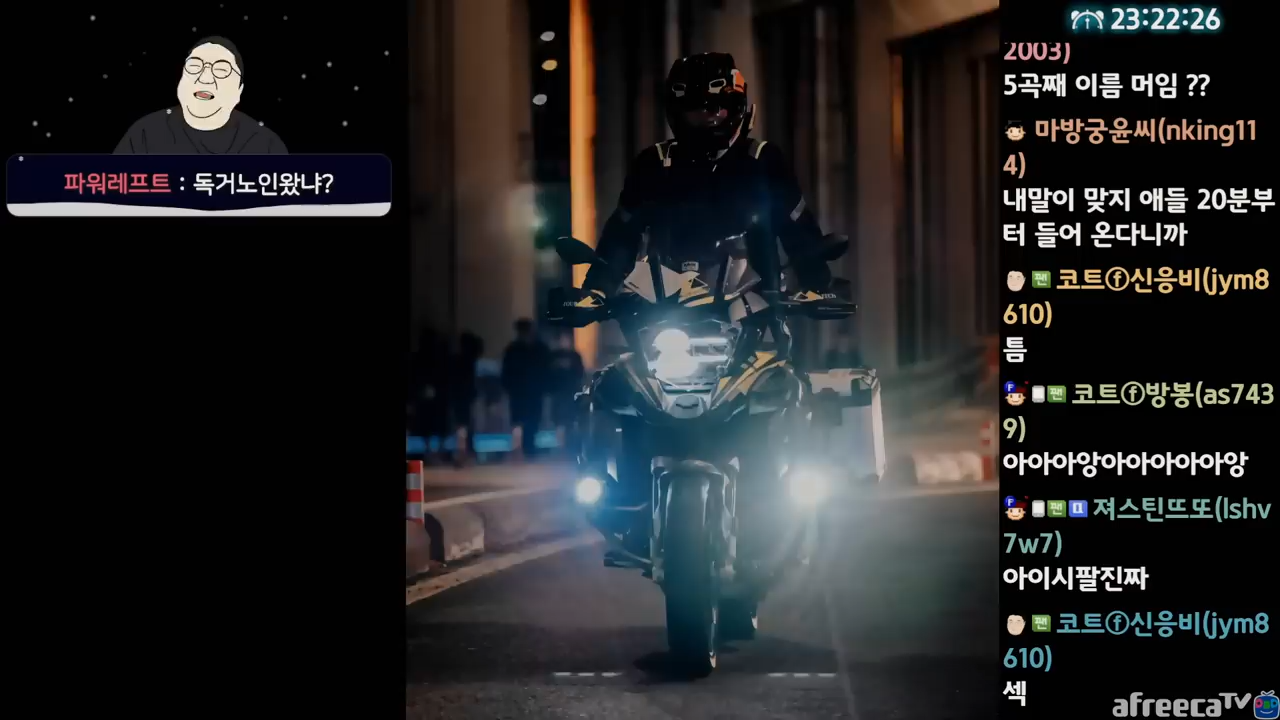 파워레프트 : 독거노인왔냐?
23:22:26
2003)
5곡째 이름 머임 ??
마방궁윤씨(nking11
4)
내말이 맞지 애들 20분부
터 들어 온다니까
팬 코트ⓕ신응비(jym8
610)
틈
F 팬 코트ⓕ방봉(as743
9)
아아아앙아아아아아앙
F 팬 져스틴뜨또(lshv
7w7)
아이시팔진짜
팬 코트ⓕ신응비(jym8
610)
섹
afreecaTV